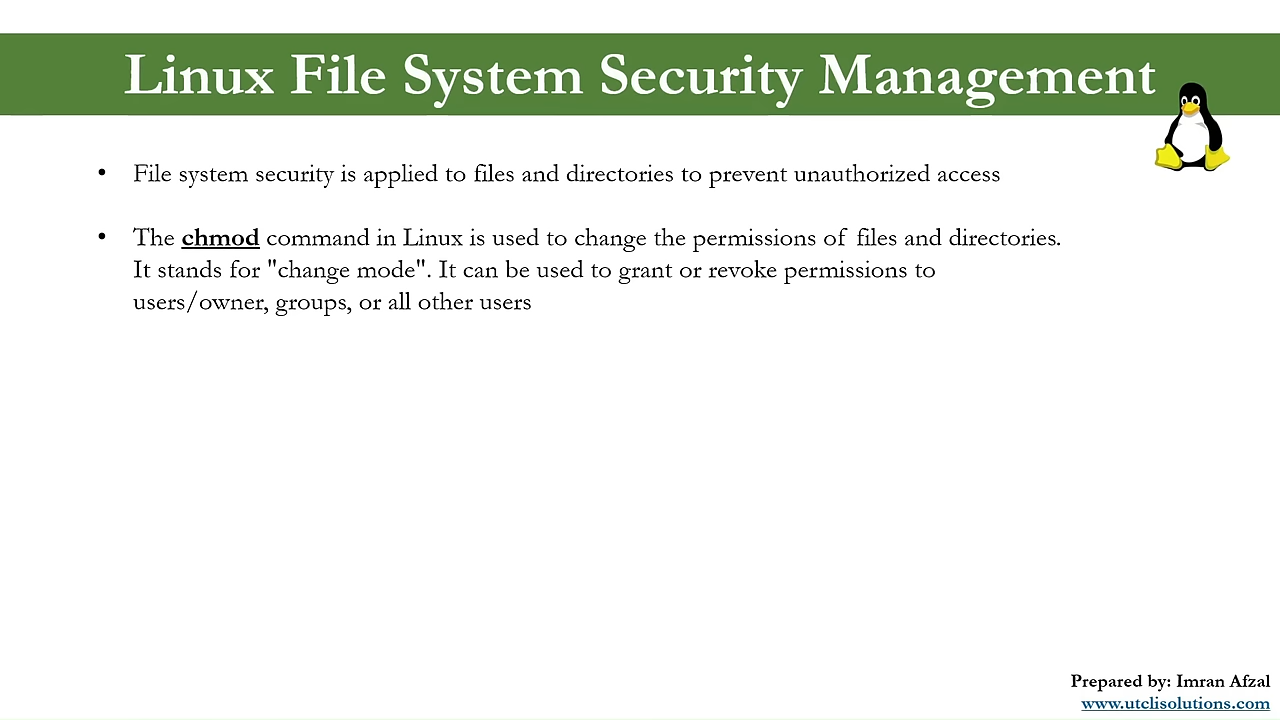 Linux File System Security Management
• File system security is applied to files and directories to prevent unauthorized access
• The chmod command in Linux is used to change the permissions of files and directories.
It stands for "change mode". It can be used to grant or revoke permissions to
users/owner, groups, or all other users
Prepared by: Imran Afzal
www.utclisolutions.com